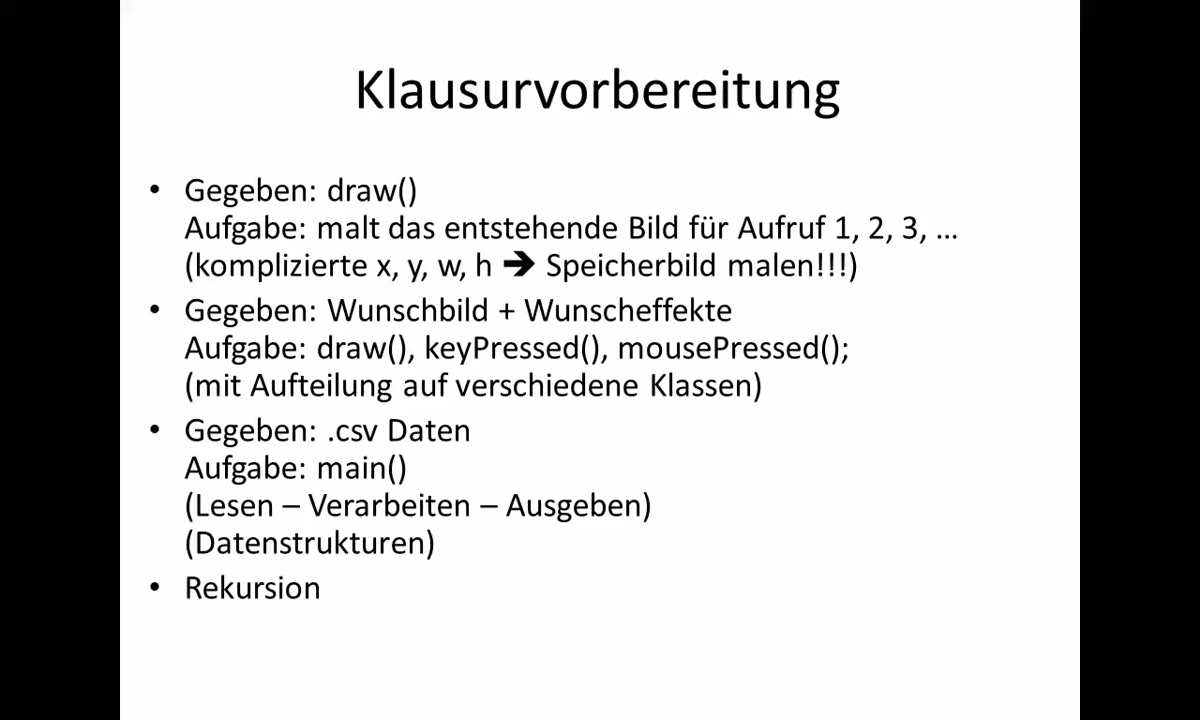 Klausurvorbereitung
• Gegeben: draw()
Aufgabe: malt das entstehende Bild für Aufruf 1, 2, 3, ...
(komplizierte x, y, w, h ➔ Speicherbild malen!!!)
• Gegeben: Wunschbild + Wunscheffekte
Aufgabe: draw(), keyPressed(), mousePressed();
(mit Aufteilung auf verschiedene Klassen)
• Gegeben: .csv Daten
Aufgabe: main()
(Lesen – Verarbeiten – Ausgeben)
(Datenstrukturen)
• Rekursion